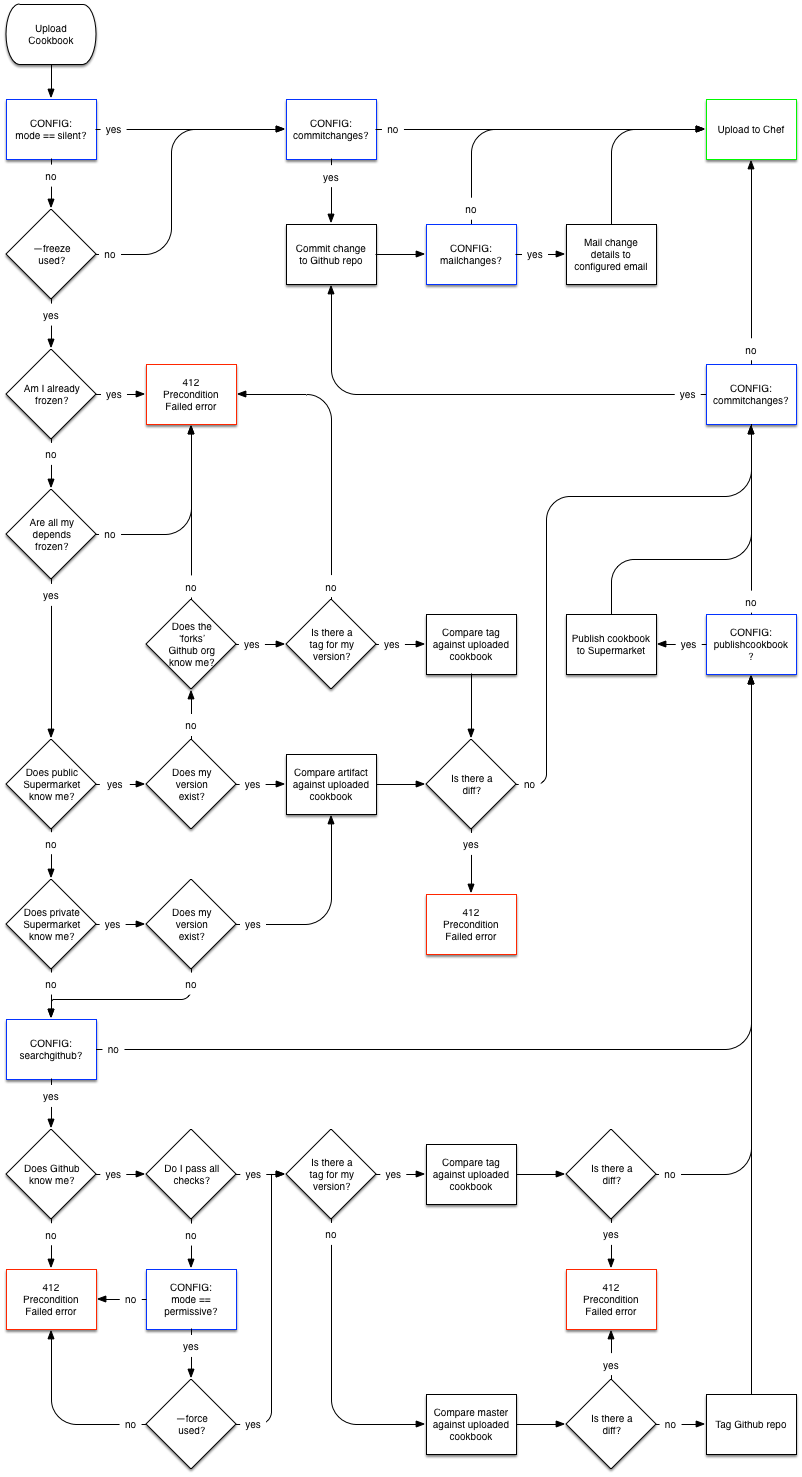 Upload
Cookbook
CONFIG:
mode == silent?
yes
CONFIG:
commitchanges?
no
Upload to Chef
no
yes
no
—freeze
used?
no
Commit change
to Github repo
CONFIG:
mailchanges?
yes
Mail change
details to
configured email
yes
no
Am I already
frozen?
yes
412
Precondition
Failed error
yes
CONFIG:
commitchanges?
no
Are all my
depends
frozen?
no
yes
no
no
no
Does the
'forks'
Github org
know me?
yes
Is there a
tag for my
version?
yes
Compare tag
against uploaded
cookbook
Publish cookbook
to Supermarket
yes
CONFIG:
publishcookbook
?
no
Does public
Supermarket
know me?
yes
Does my
version
exist?
yes
Compare artifact
against uploaded
cookbook
Is there a
diff?
no
no
yes
Does private
Supermarket
know me?
yes
Does my
version
exist?
yes
412
Precondition
Failed error
no
no
CONFIG:
searchgithub?
no
yes
Does Github
know me?
yes
Do I pass all
checks?
yes
Is there a
tag for my
version?
yes
Compare tag
against uploaded
cookbook
Is there a
diff?
no
no
no
no
yes
412
Precondition
Failed error
no
CONFIG:
mode ==
permissive?
412
Precondition
Failed error
yes
yes
no
—force
used?
yes
Compare master
against uploaded
cookbook
Is there a
diff?
no
Tag Github repo